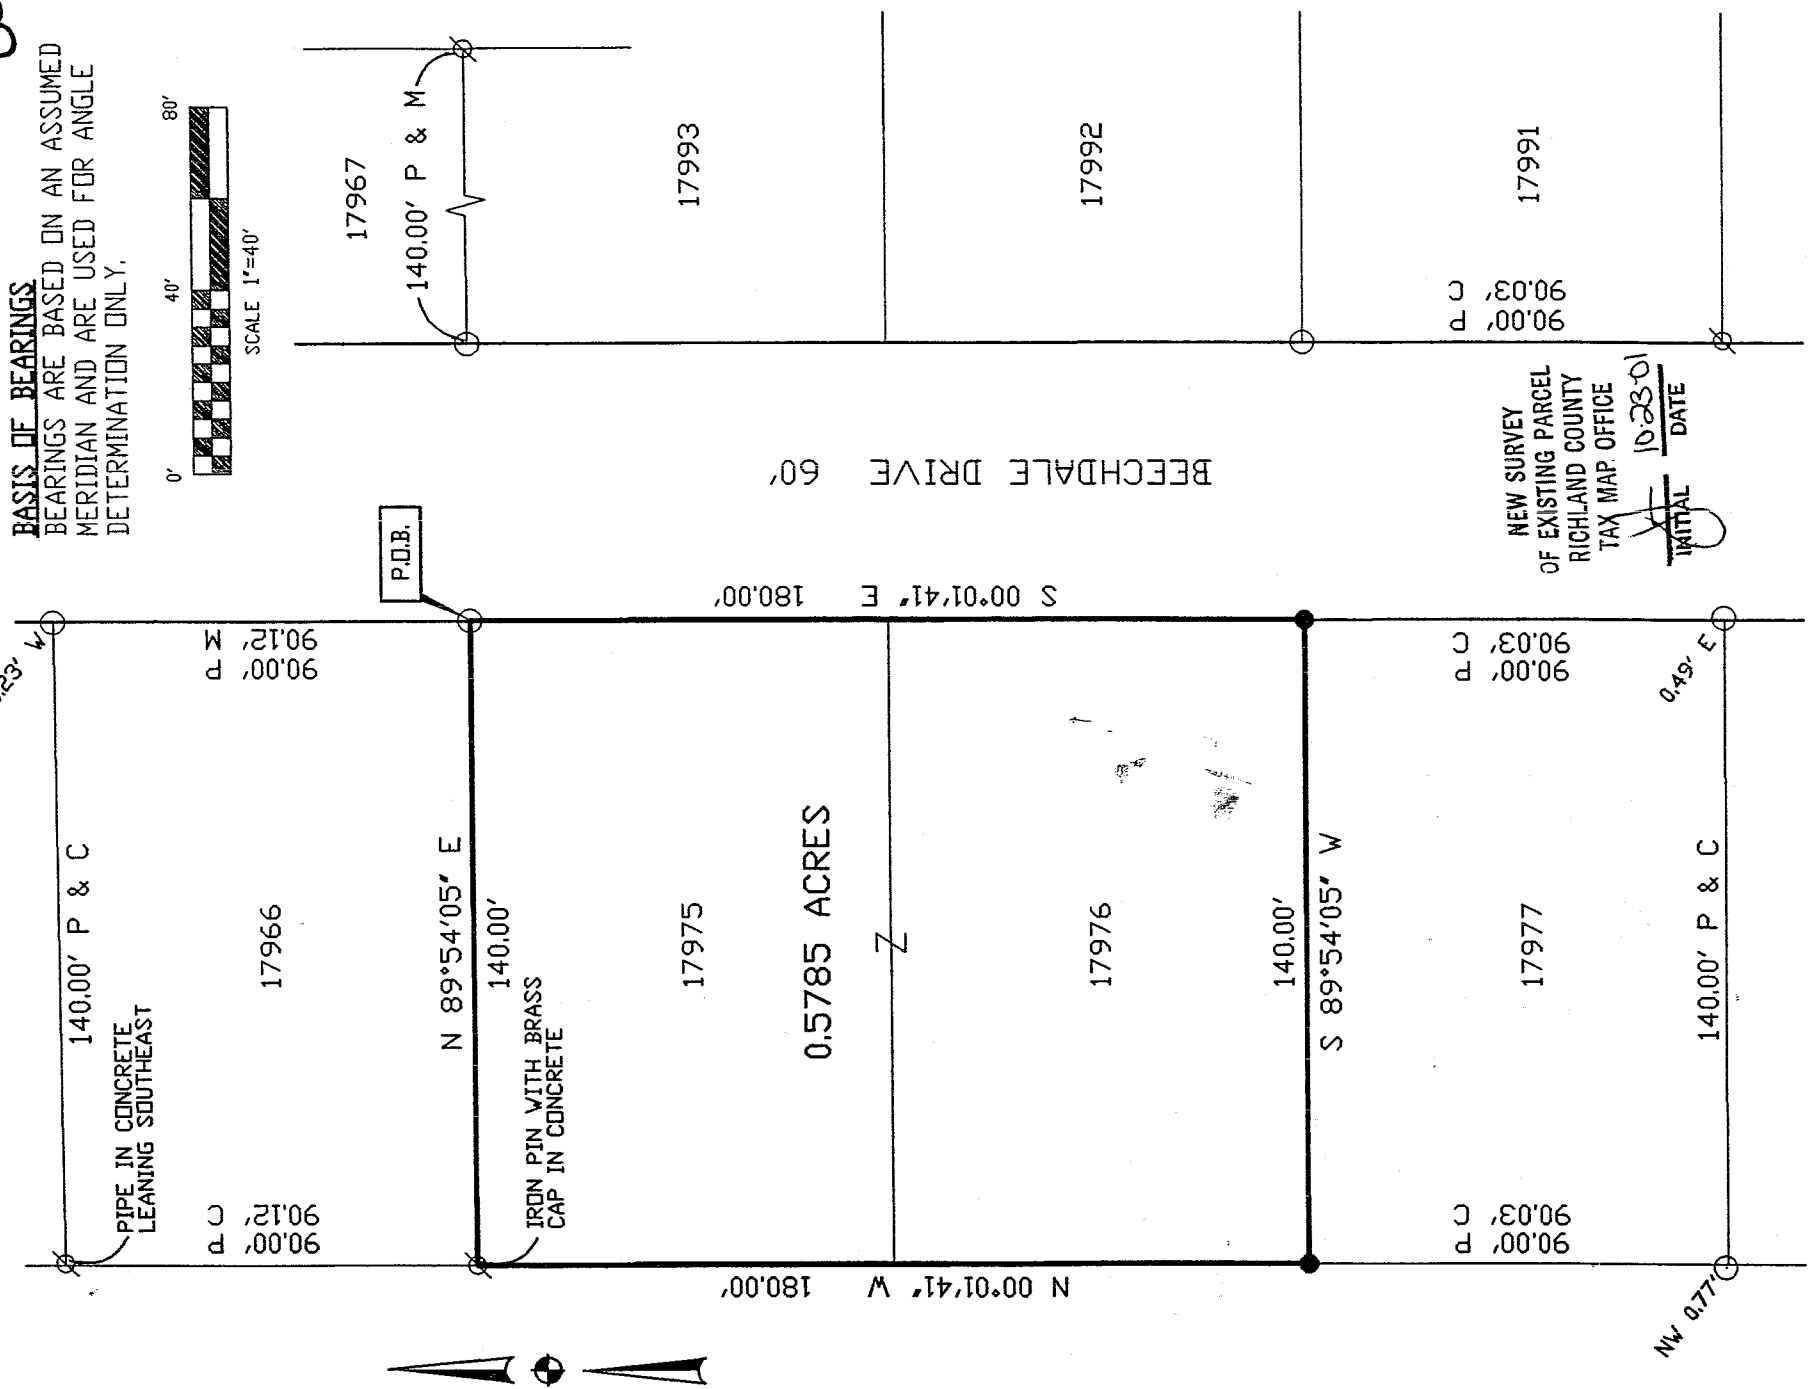 BASIS OF BEARINGS
BEARINGS ARE BASED ON AN ASSUMED
MERIDIAN AND ARE USED FOR ANGLE
DETERMINATION ONLY.
0'
40'
80'
SCALE 1"=40'
17967
140.00' P & M
17993
17992
17991
90.00' P
90.03' C
BEECHDALE DRIVE 60'
NEW SURVEY
OF EXISTING PARCEL
RICHLAND COUNTY
TAX MAP OFFICE
10-23-01
INITIAL DATE
P.O.B.
S 00°01'41" E 180.00'
W
90.00' P
90.12' M
90.00' P
90.03' C
0.49' E
140.00' P & C
17966
N 89°54'05" E
140.00'
17975
0.5785 ACRES
Z
17976
140.00'
S 89°54'05" W
17977
140.00' P & C
PIPE IN CONCRETE
LEANING SOUTHEAST
90.00' P
90.12' C
IRON PIN WITH BRASS
CAP IN CONCRETE
90.00' P
90.03' C
N 00°01'41" W 180.00'
NW 0.77'